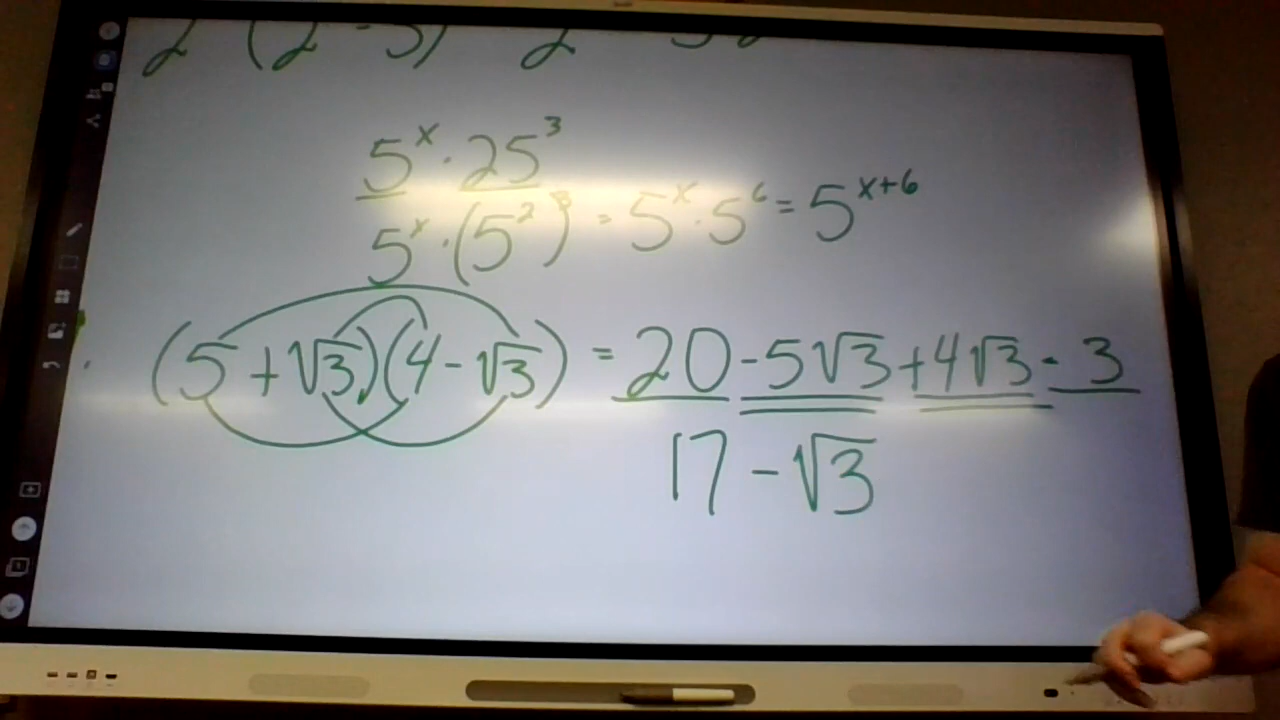 5^x · 25^3
5^x · (5^2)^3 = 5^x · 5^6 = 5^{x+6}
(5 + √3)(4 - √3) = 20 - 5√3 + 4√3 - 3
17 - √3